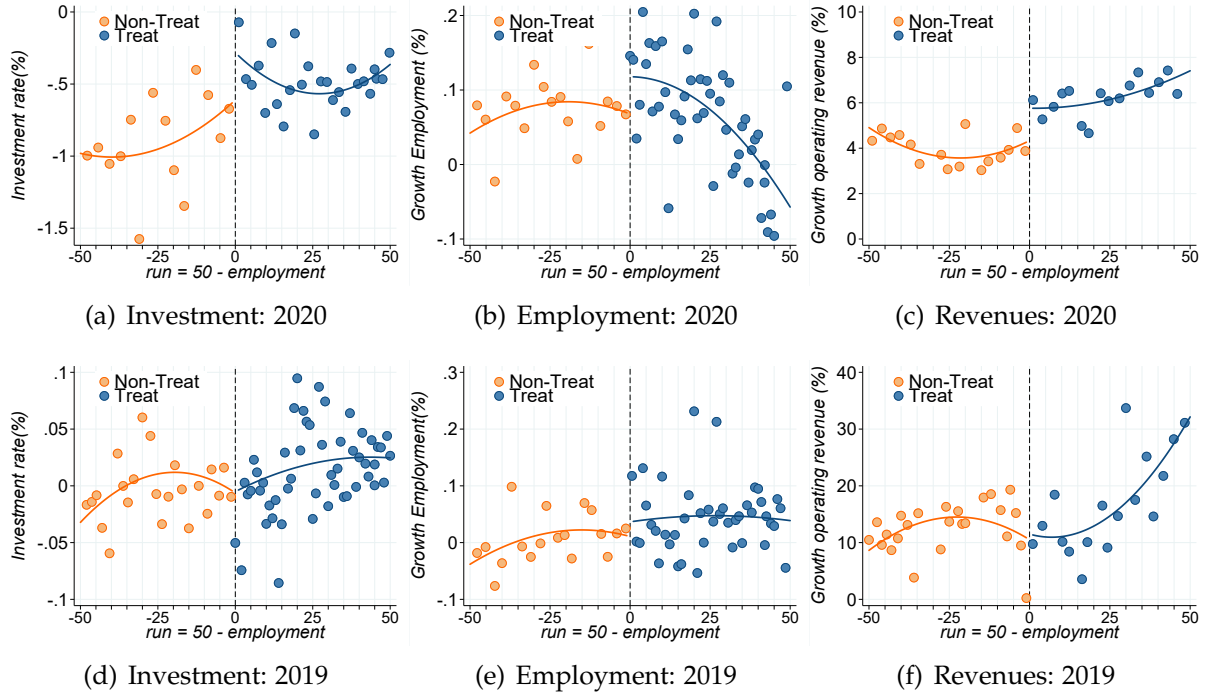 Investment rate(%)
0
-.5
-1
-1.5
-50
-25
0
25
50
run = 50 - employment
Non-Treat
Treat
(a) Investment: 2020
Growth Employment (%)
.2
.1
0
-.1
-50
-25
0
25
50
run = 50 - employment
Non-Treat
Treat
(b) Employment: 2020
Growth operating revenue (%)
10
8
6
4
2
0
-50
-25
0
25
50
run = 50 - employment
Non-Treat
Treat
(c) Revenues: 2020
Investment rate(%)
.1
.05
0
-.05
-.1
-50
-25
0
25
50
run = 50 - employment
Non-Treat
Treat
(d) Investment: 2019
Growth Employment(%)
.3
.2
.1
0
-.1
-50
-25
0
25
50
run = 50 - employment
Non-Treat
Treat
(e) Employment: 2019
Growth operating revenue (%)
40
30
20
10
0
-50
-25
0
25
50
run = 50 - employment
Non-Treat
Treat
(f) Revenues: 2019